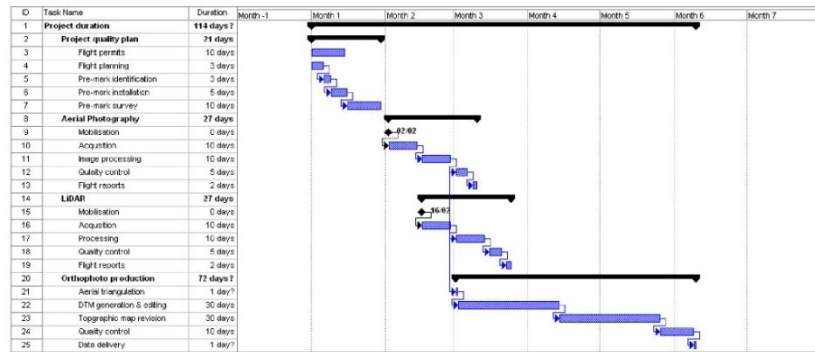 ID Task Name Duration Month -1 Month 1 Month 2 Month 3 Month 4 Month 5 Month 6 Month 7
1 Project duration 114 days?
2 Project quality plan 21 days
3 Flight permits 10 days
4 Flight planning 3 days
5 Pre-mark identification 3 days
6 Pre-mark installation 5 days
7 Pre-mark survey 10 days
8 Aerial Photography 27 days
9 Mobilisation 0 days 02/02
10 Acqustion 10 days
11 Image processing 10 days
12 Quality control 5 days
13 Flight reports 2 days
14 LiDAR 27 days
15 Mobilisation 0 days 16/02
16 Acqustion 10 days
17 Processing 10 days
18 Quality control 5 days
19 Flight reports 2 days
20 Orthophoto production 72 days?
21 Aerial triangulation 1 day?
22 DTM generation & editing 30 days
23 Topgraphic map revision 30 days
24 Quality control 10 days
25 Data delivery 1 day?